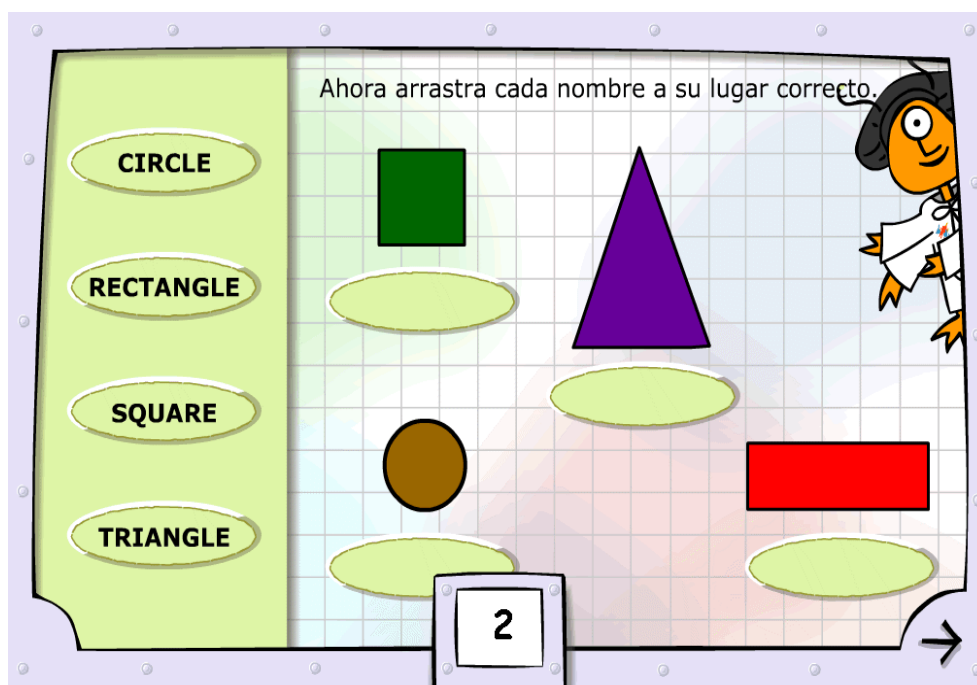 Ahora arrastra cada nombre a su lugar correcto.
CIRCLE
RECTANGLE
SQUARE
TRIANGLE
2